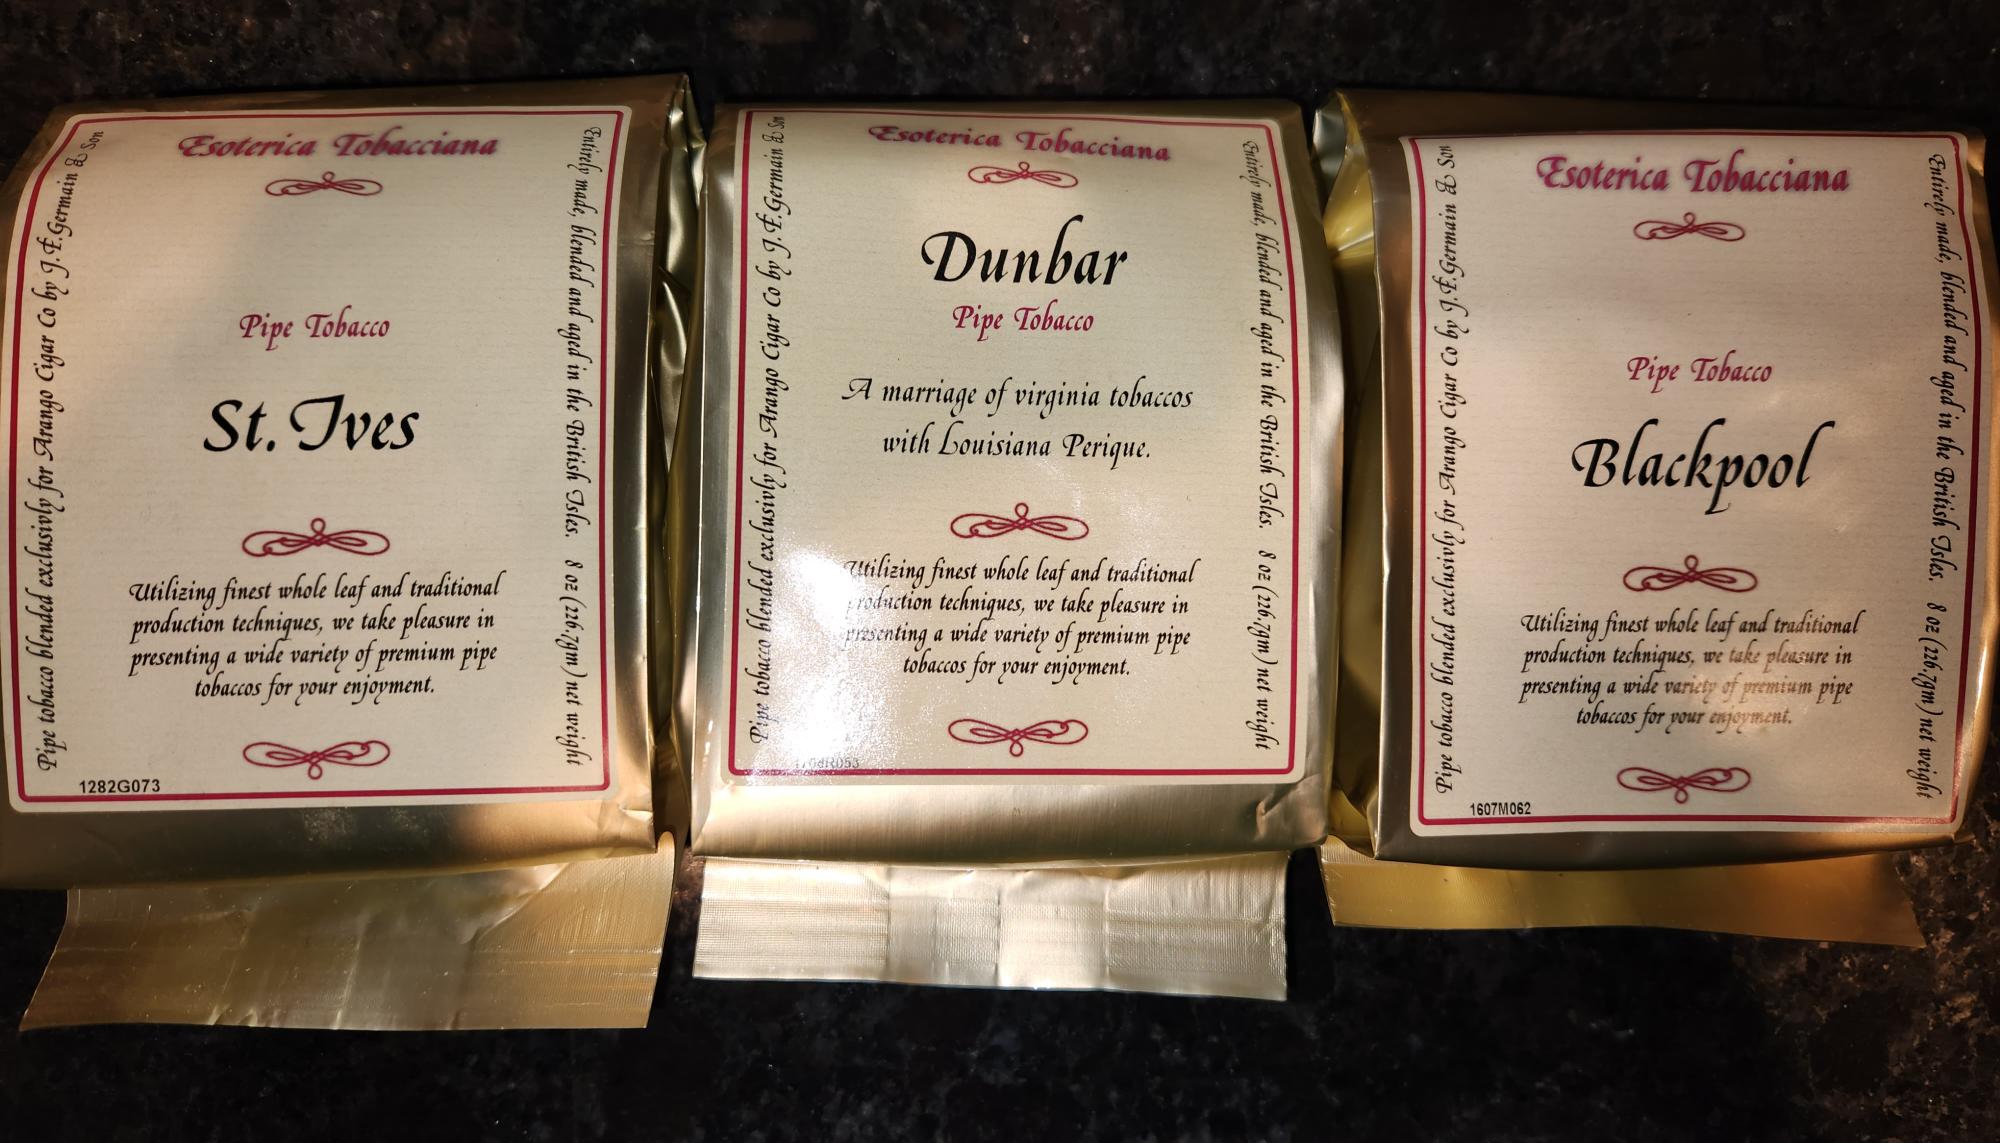 Esoterica Tobacciana
Pipe Tobacco
St. Ives
Utilizing finest whole leaf and traditional
production techniques, we take pleasure in
presenting a wide variety of premium pipe
tobaccos for your enjoyment.
Pipe tobacco blended exclusivly for Arango Cigar Co by J.E.Germain & Son
Entirely made, blended and aged in the British Isles. 8 oz (226.7gm) net weight
1282G073
Esoterica Tobacciana
Dunbar
Pipe Tobacco
A marriage of virginia tobaccos
with Louisiana Perique.
Utilizing finest whole leaf and traditional
production techniques, we take pleasure in
presenting a wide variety of premium pipe
tobaccos for your enjoyment.
Pipe tobacco blended exclusivly for Arango Cigar Co by J.E.Germain & Son
Entirely made, blended and aged in the British Isles. 8 oz (226.7gm) net weight
Esoterica Tobacciana
Pipe Tobacco
Blackpool
Utilizing finest whole leaf and traditional
production techniques, we take pleasure in
presenting a wide variety of premium pipe
tobaccos for your enjoyment.
Pipe tobacco blended exclusivly for Arango Cigar Co by J.E.Germain & Son
Entirely made, blended and aged in the British Isles. 8 oz (226.7gm) net weight
1607M062